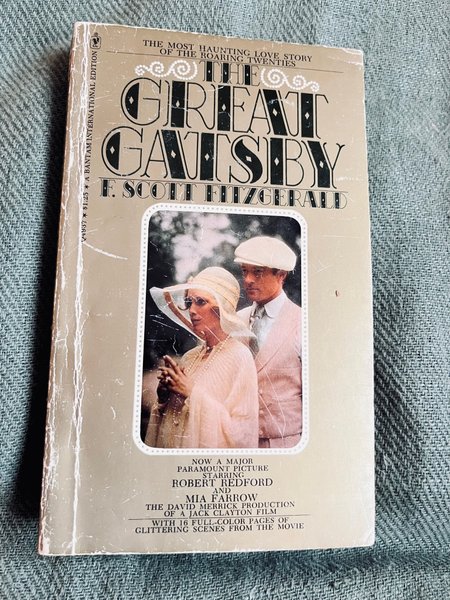 THE MOST HAUNTING LOVE STORY
OF THE ROARING TWENTIES
THE
GREAT
GATSBY
F. SCOTT FITZGERALD
NOW A MAJOR
PARAMOUNT PICTURE
STARRING
ROBERT REDFORD
AND
MIA FARROW
THE DAVID MERRICK PRODUCTION
OF A JACK CLAYTON FILM
WITH 16 FULL-COLOR PAGES OF
GLITTERING SCENES FROM THE MOVIE
$1.25 ★ A BANTAM INTERNATIONAL EDITION